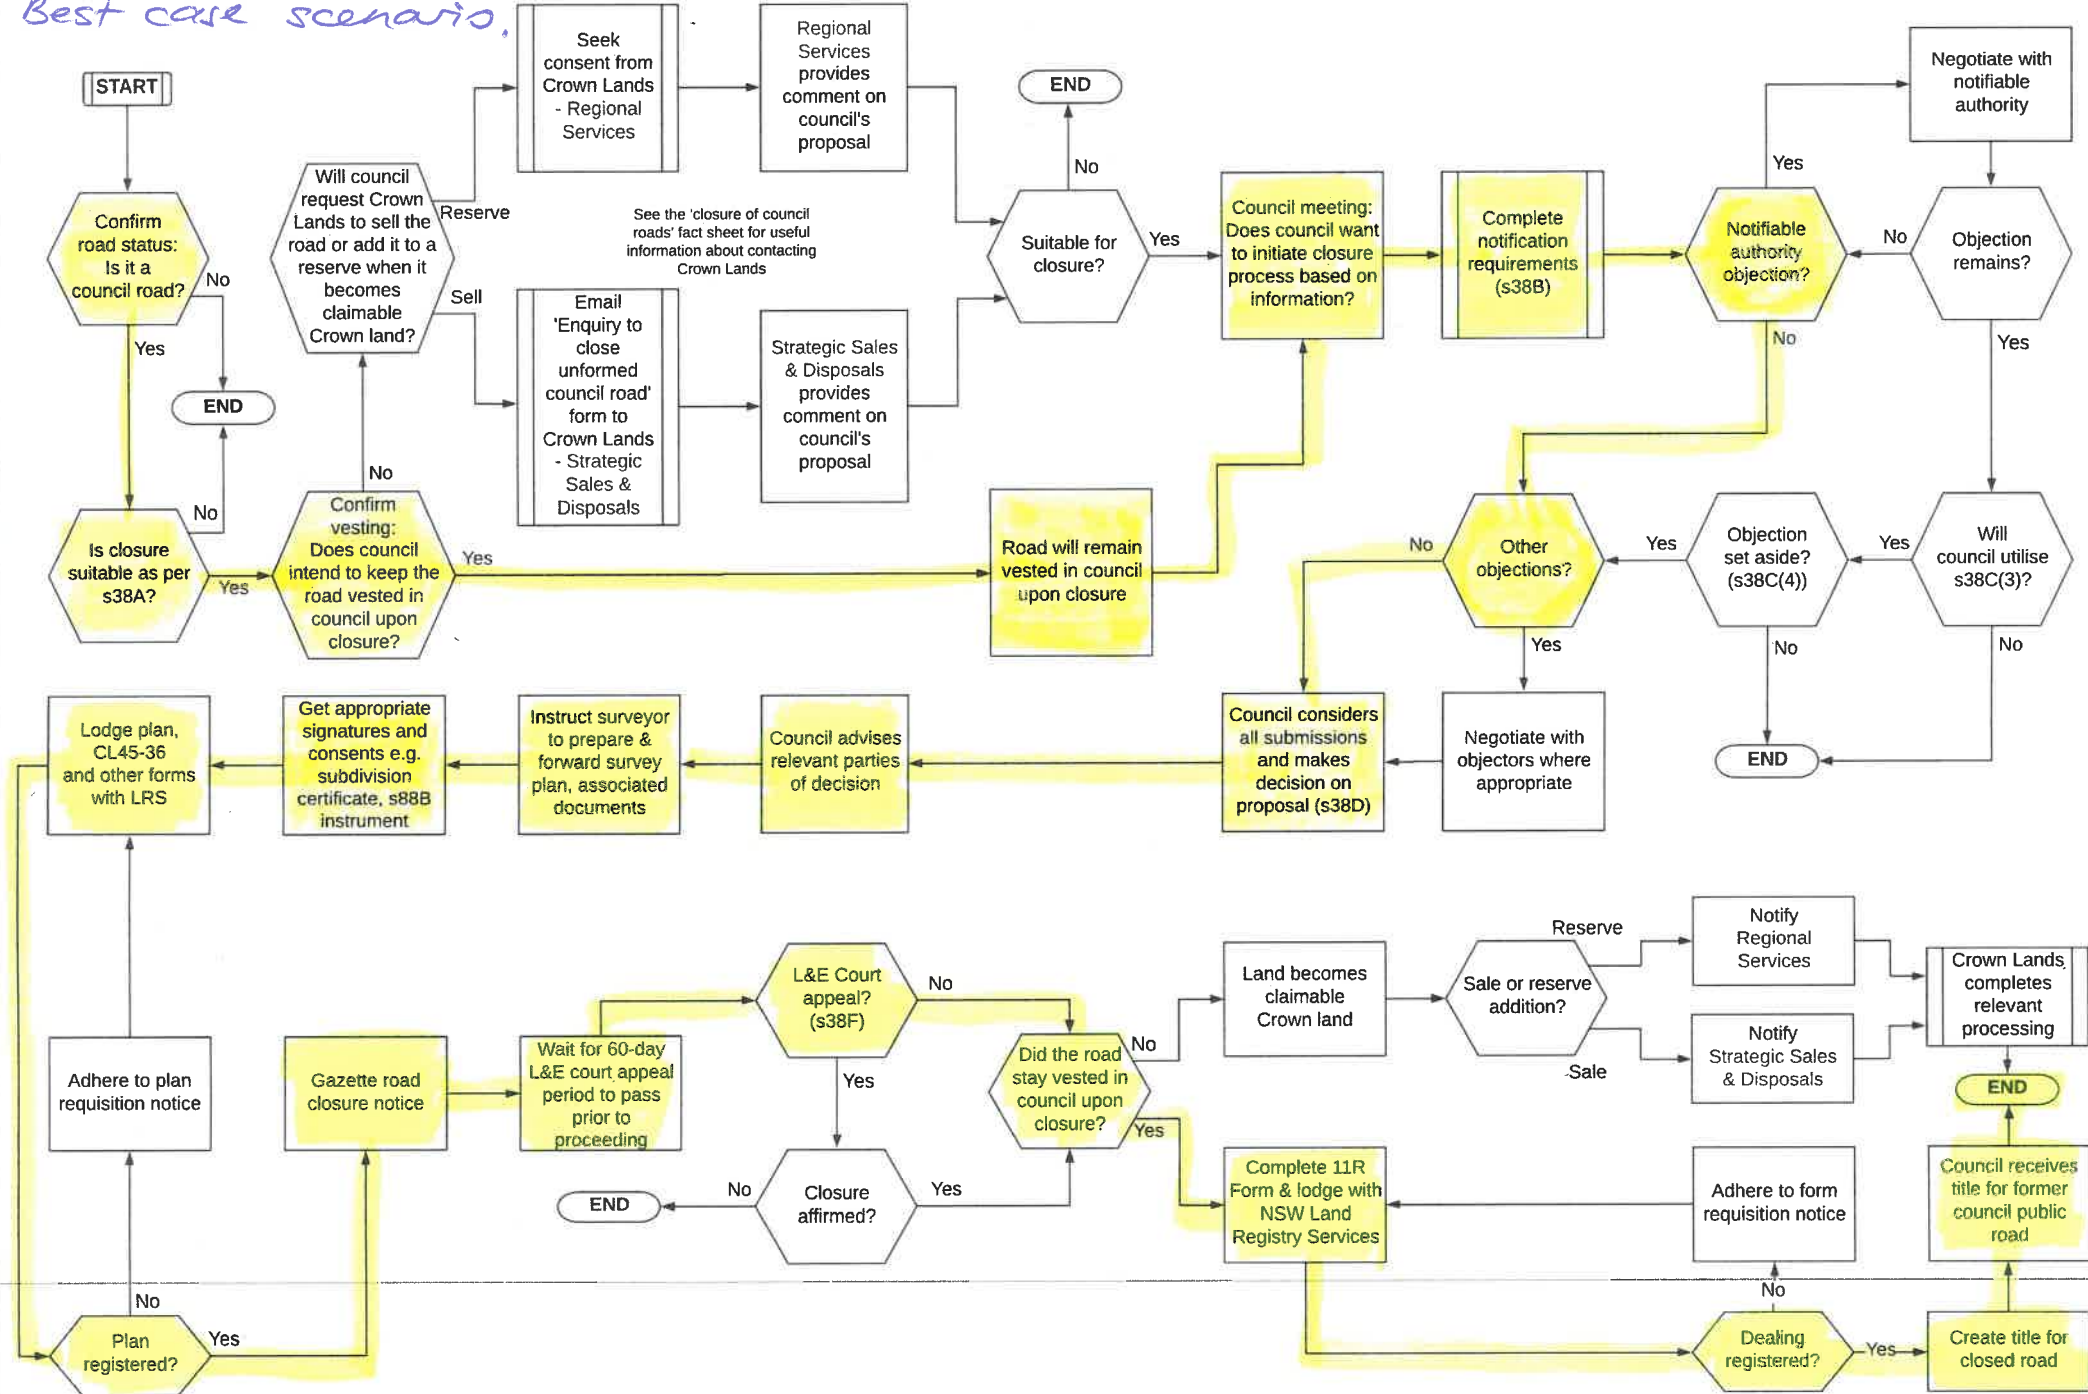 Best case scenario.
START
Confirm
road status:
Is it a
council road?
No
Yes
END
No
Is closure
suitable as per
s38A?
Yes
Confirm
vesting:
Does council
intend to keep the
road vested in
council upon
closure?
No
Yes
Will council
request Crown
Lands to sell the
road or add it to a
reserve when it
becomes
claimable
Crown land?
Reserve
Sell
Seek
consent from
Crown Lands
- Regional
Services
Regional
Services
provides
comment on
council's
proposal
See the 'closure of council
roads' fact sheet for useful
information about contacting
Crown Lands
Email
'Enquiry to
close
unformed
council road'
form to
Crown Lands
- Strategic
Sales &
Disposals
Strategic Sales
& Disposals
provides
comment on
council's
proposal
END
No
Suitable for
closure?
Yes
Road will remain
vested in council
upon closure
Council meeting:
Does council want
to initiate closure
process based on
information?
Complete
notification
requirements
(s38B)
Notifiable
authority
objection?
Yes
No
Negotiate with
notifiable
authority
Objection
remains?
No
Yes
Will
council utilise
s38C(3)?
Yes
No
Objection
set aside?
(s38C(4))
Yes
No
END
Other
objections?
No
Yes
Negotiate with
objectors where
appropriate
Council considers
all submissions
and makes
decision on
proposal (s38D)
Council advises
relevant parties
of decision
Instruct surveyor
to prepare &
forward survey
plan, associated
documents
Get appropriate
signatures and
consents e.g.
subdivision
certificate, s88B
instrument
Lodge plan,
CL45-36
and other forms
with LRS
Adhere to plan
requisition notice
No
Plan
registered?
Yes
Gazette road
closure notice
Wait for 60-day
L&E court appeal
period to pass
prior to
proceeding
L&E Court
appeal?
(s38F)
No
Yes
Closure
affirmed?
No
END
Yes
Did the road
stay vested in
council upon
closure?
No
Yes
Land becomes
claimable
Crown land
Sale or reserve
addition?
Reserve
Sale
Notify
Regional
Services
Notify
Strategic Sales
& Disposals
Crown Lands
completes
relevant
processing
END
Complete 11R
Form & lodge with
NSW Land
Registry Services
Adhere to form
requisition notice
No
Dealing
registered?
Yes
Create title for
closed road
Council receives
title for former
council public
road